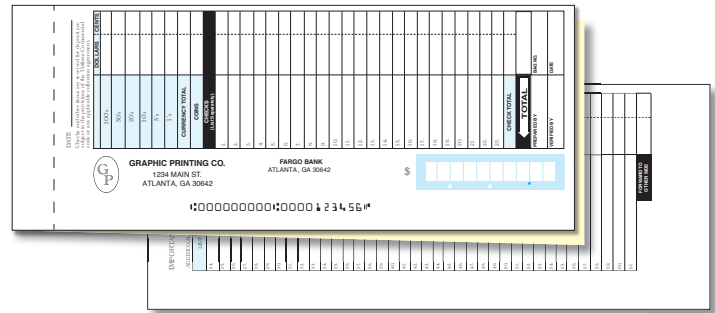 DATE
Checks and other items are received for deposit
subject to the provisions of the Uniform Commercial
code or any applicable collection agreement.
DOLLARS CENTS
100's
50's
20's
10's
5's
1's
CURRENCY TOTAL
COINS
CHECKS
(List Separately)
1.
2.
3.
4.
5.
6.
7.
8.
9.
10.
11.
12.
13.
14.
15.
16.
17.
18.
19.
20.
21.
22.
23.
CHECK TOTAL
TOTAL
PREPARED BY
BAG NO.
VERIFIED BY
DATE
GP
GRAPHIC PRINTING CO.
1234 MAIN ST.
ATLANTA, GA 30642
FARGO BANK
ATLANTA, GA 30642
$
⑆000000000⑆0000⑈123456⑈
ADDITIONAL
LIST
FORWARD TO
OTHER SIDE